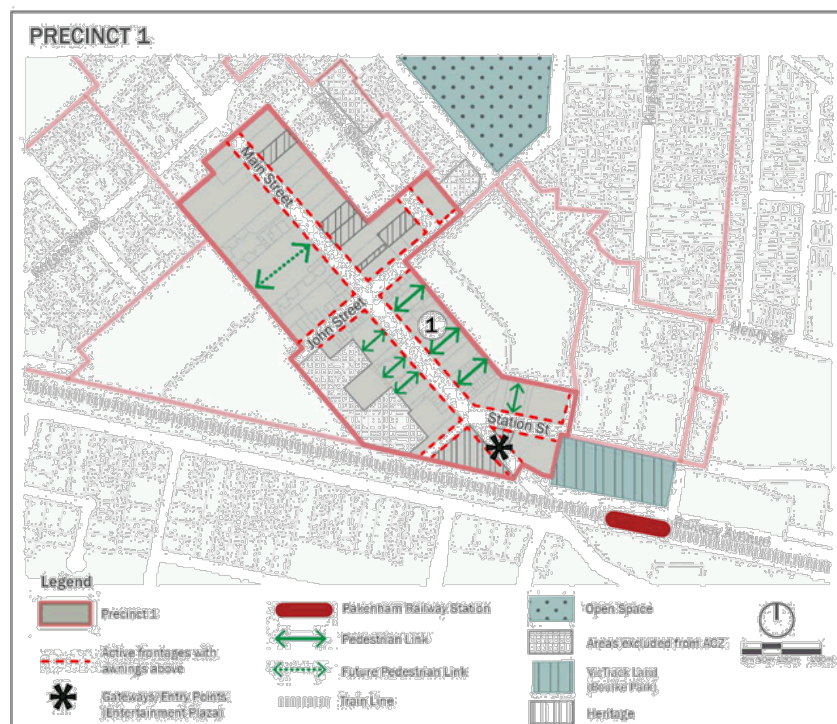 PRECINCT 1
Main Street
John Street
1
Station St
Henry St
Legend
Precinct 1
Active frontages with
awnings above
Gateways/Entry Points
(Entertainment Plaza)
Pakenham Railway Station
Pedestrian Link
Future Pedestrian Link
Train Line
Open Space
Areas excluded from ACZ
VicTrack Land
(Bourke Park)
Heritage